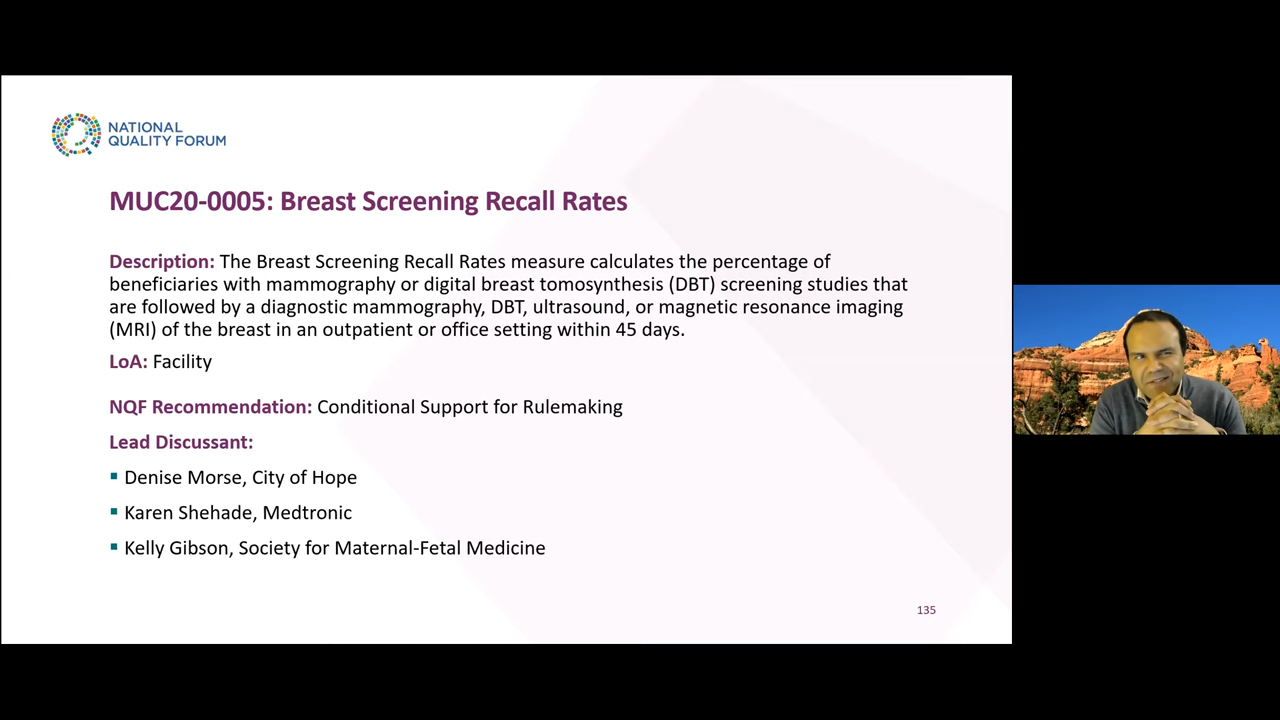 NATIONAL
QUALITY FORUM
MUC20-0005: Breast Screening Recall Rates
Description: The Breast Screening Recall Rates measure calculates the percentage of
beneficiaries with mammography or digital breast tomosynthesis (DBT) screening studies that
are followed by a diagnostic mammography, DBT, ultrasound, or magnetic resonance imaging
(MRI) of the breast in an outpatient or office setting within 45 days.
LoA: Facility
NQF Recommendation: Conditional Support for Rulemaking
Lead Discussant:
▪ Denise Morse, City of Hope
▪ Karen Shehade, Medtronic
▪ Kelly Gibson, Society for Maternal-Fetal Medicine
135